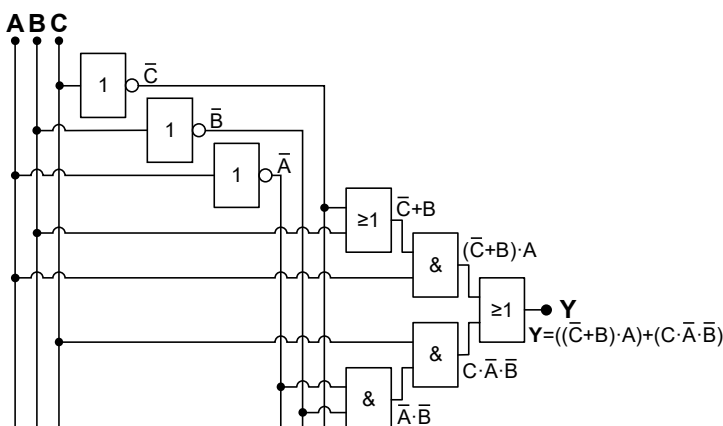 A B C
1
C̅
1
B̅
1
A̅
≥1
C̅+B
&
(C̅+B)·A
≥1
Y
Y=((C̅+B)·A)+(C·A̅·B̅)
&
C·A̅·B̅
&
A̅·B̅